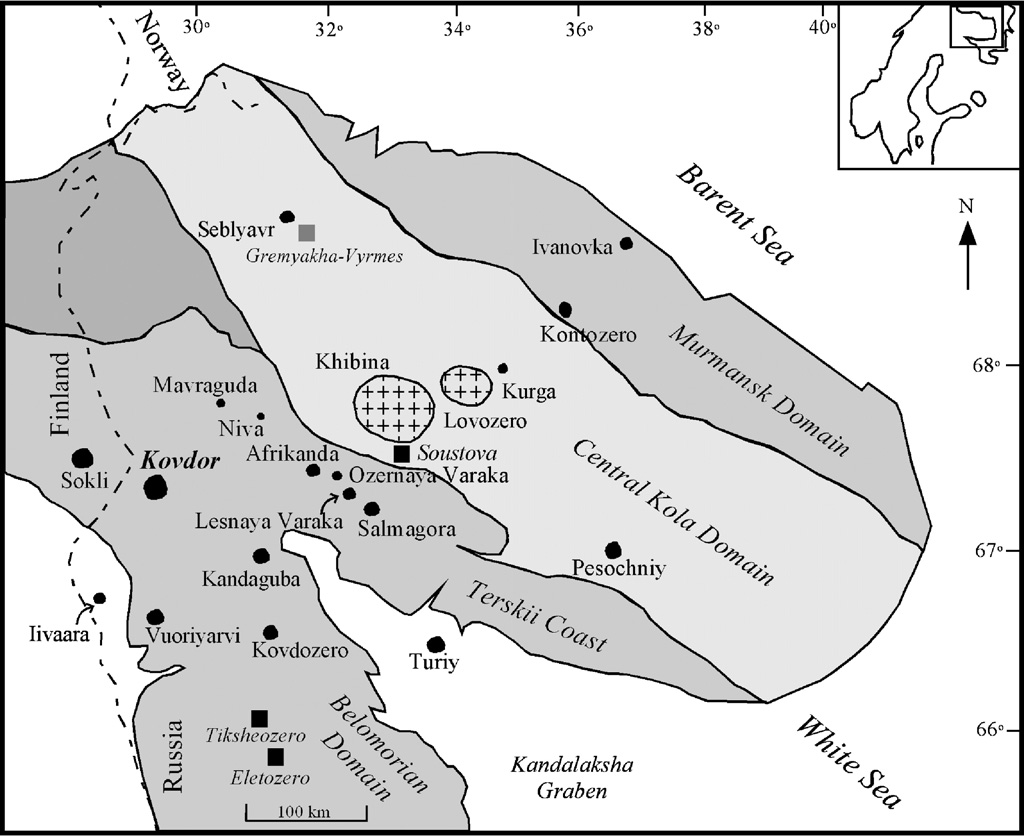 30°
32°
34°
36°
38°
40°
Norway
Barent Sea
N
Seblyavr
Gremyakha-Vyrmes
Ivanovka
Kontozero
Murmansk Domain
68°
Khibina
Kurga
Lovozero
Finland
Mavraguda
Niva
Soustova
Afrikanda
Ozernaya Varaka
Central Kola Domain
Sokli
Kovdor
Lesnaya Varaka
Salmagora
67°
Kandaguba
Pesochniy
Terskii Coast
Iivaara
Vuoriyarvi
Kovdozero
Turiy
66°
Russia
Tiksheozero
Eletozero
Belomorian
Domain
Kandalaksha
Graben
White Sea
100 km